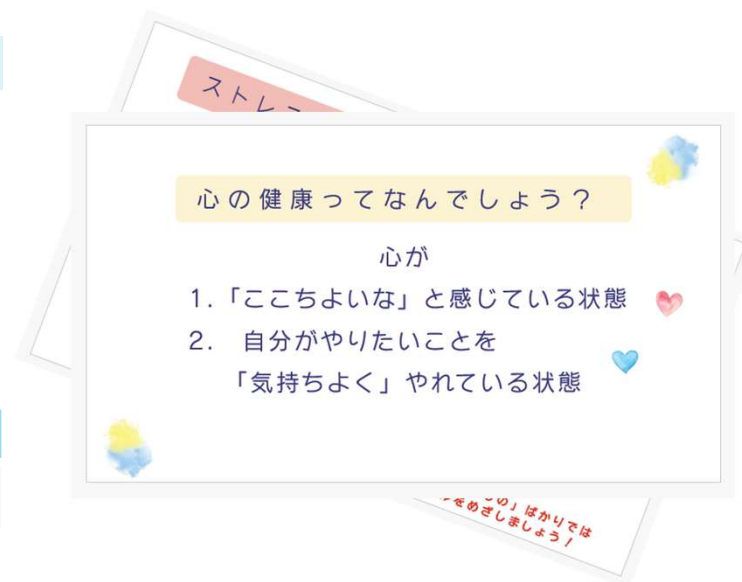 ストレ
心の健康ってなんでしょう？
心が
1.「ここちよいな」と感じている状態
2.　自分がやりたいことを
「気持ちよく」やれている状態
の」ばかりでは
をめざしましょう！